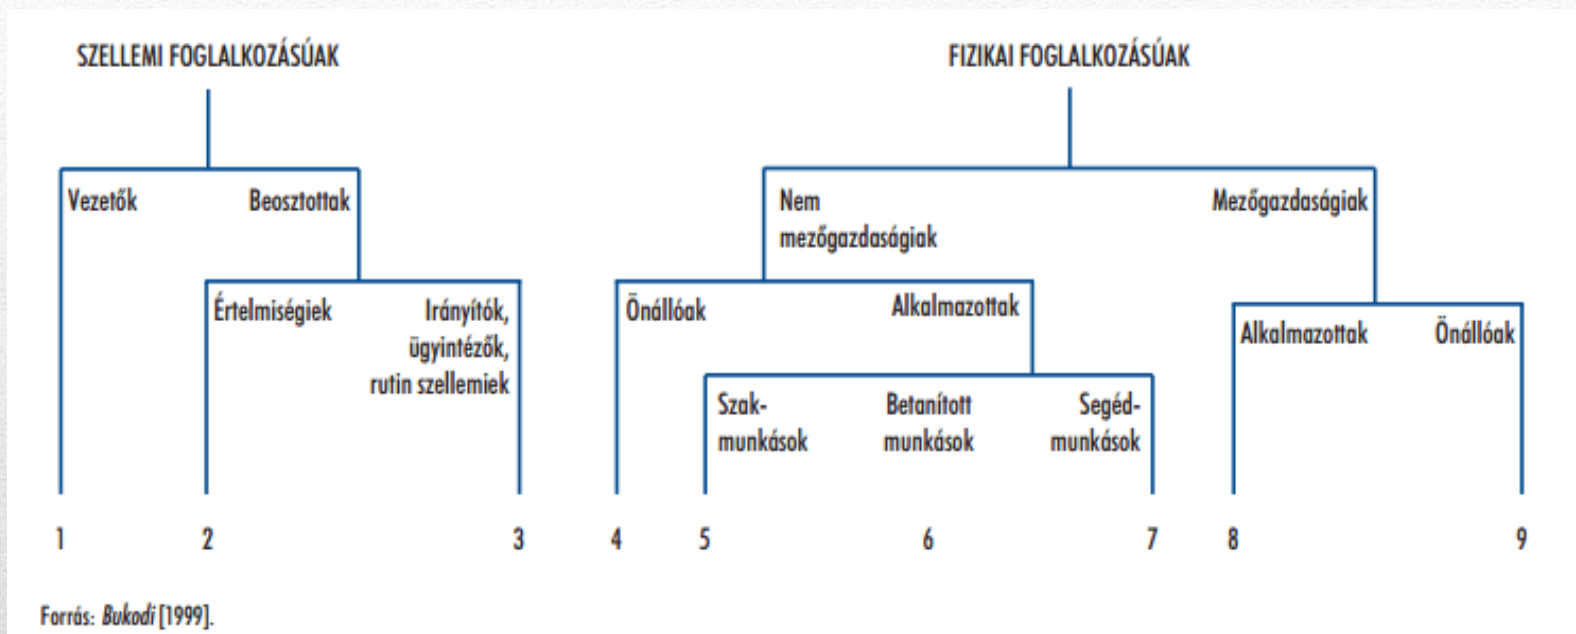 SZELLEMI FOGLALKOZÁSÚAK
FIZIKAI FOGLALKOZÁSÚAK
Vezetők
Beosztottak
Nem
mezőgazdaságiak
Mezőgazdaságiak
Értelmiségiek
Irányítók,
ügyintézők,
rutin szellemiek
Önállóak
Alkalmazottak
Alkalmazottak
Önállóak
Szak-
munkások
Betanított
munkások
Segéd-
munkások
1
2
3
4
5
6
7
8
9
Forrás: Bukodi [1999].